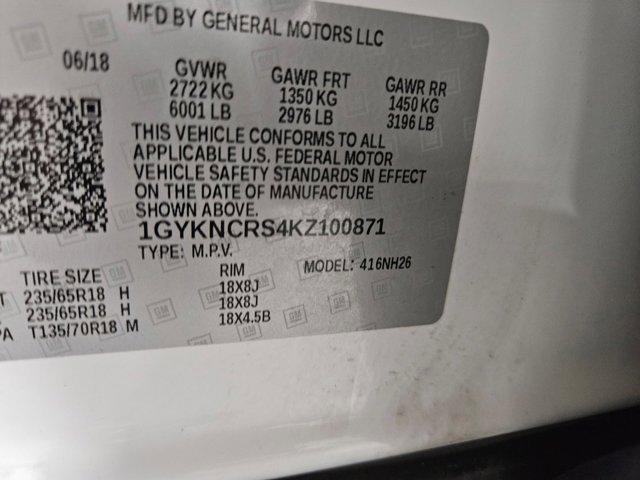 MFD BY GENERAL MOTORS LLC
06/18 GVWR GAWR FRT GAWR RR
2722 KG 1350 KG 1450 KG
6001 LB 2976 LB 3196 LB
THIS VEHICLE CONFORMS TO ALL
APPLICABLE U.S. FEDERAL MOTOR
VEHICLE SAFETY STANDARDS IN EFFECT
ON THE DATE OF MANUFACTURE
SHOWN ABOVE.
1GYKNCRS4KZ100871
TYPE: M.P.V. MODEL: 416NH26
TIRE SIZE RIM
T 235/65R18 H 18X8J
235/65R18 H 18X8J
PA T135/70R18 M 18X4.5B